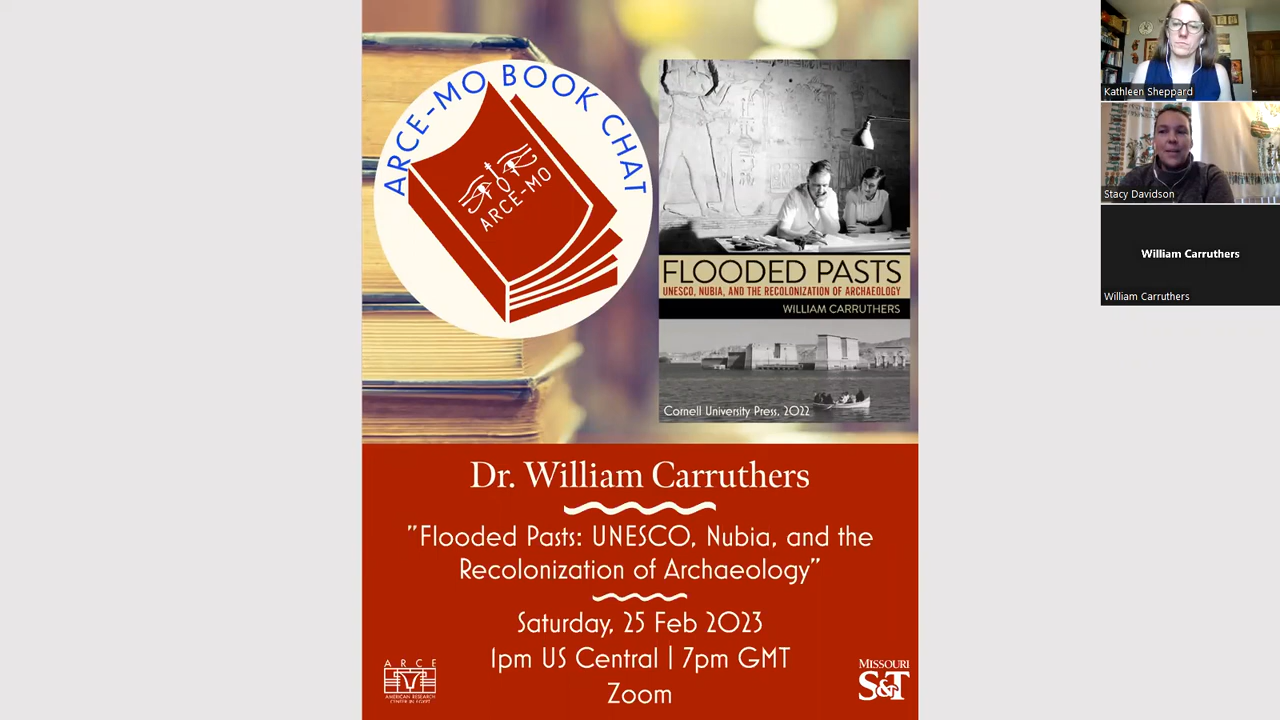 ARCE-MO BOOK CHAT
ARCE-MO
FLOODED PASTS
UNESCO, NUBIA, AND THE RECOLONIZATION OF ARCHAEOLOGY
WILLIAM CARRUTHERS
Cornell University Press, 2022
Dr. William Carruthers
"Flooded Pasts: UNESCO, Nubia, and the
Recolonization of Archaeology"
Saturday, 25 Feb 2023
1pm US Central | 7pm GMT
Zoom
ARCE
AMERICAN RESEARCH
CENTER IN EGYPT
MISSOURI
S&T
Kathleen Sheppard
Stacy Davidson
William Carruthers
William Carruthers